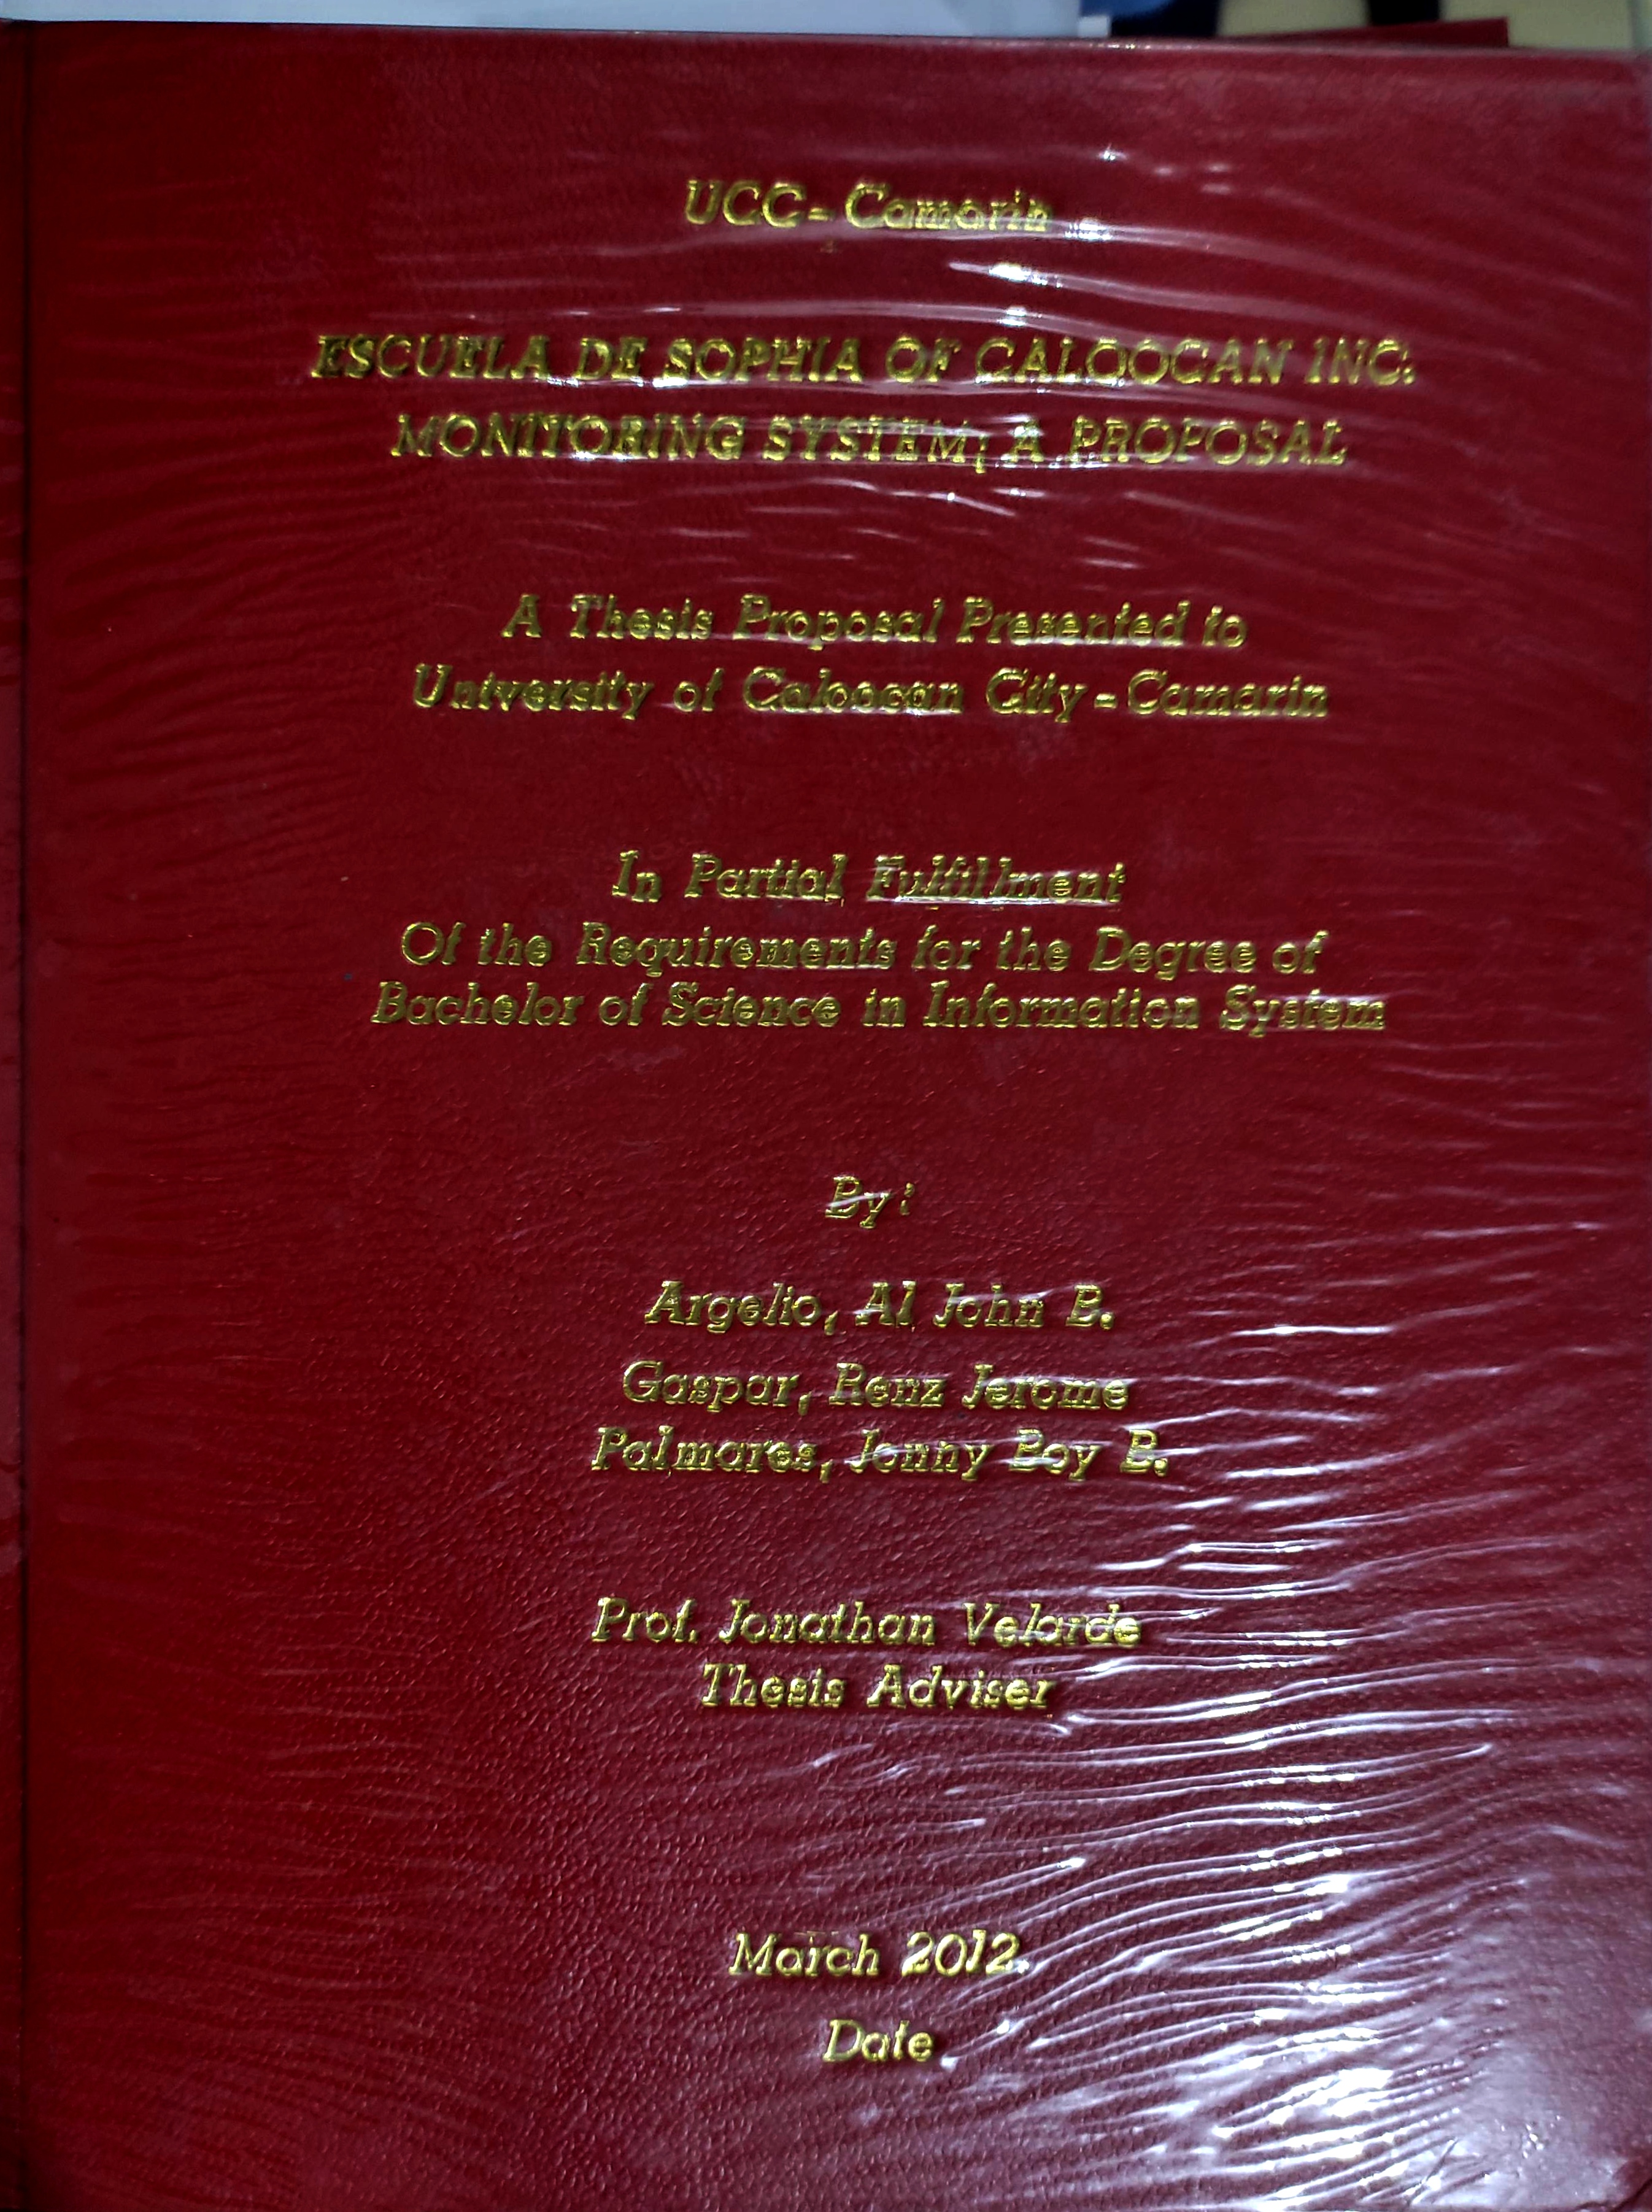 UCC - Camarin
ESCUELA DE SOPHIA OF CALOOCAN INC.
MONITORING SYSTEM; A PROPOSAL
A Thesis Proposal Presented to
University of Caloocan City - Camarin
In Partial Fulfillment
Of the Requirements for the Degree of
Bachelor of Science in Information System
By:
Argelio, Al John B.
Gaspar, Renz Jerome
Palmares, Jonny Boy B.
Prof. Jonathan Velarde
Thesis Adviser
March 2012
Date